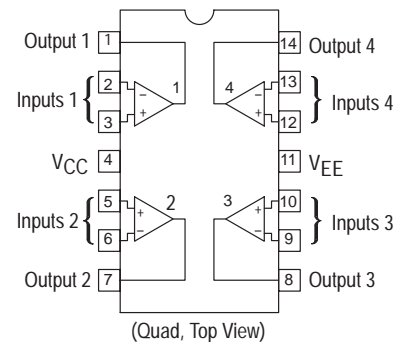 Output 1 1 14 Output 4
Inputs 1 { 2 − 1 4 − 13 } Inputs 4
3 + + 12
VCC 4 11 VEE
Inputs 2 { 5 + 2 3 + 10 } Inputs 3
6 − − 9
Output 2 7 8 Output 3
(Quad, Top View)